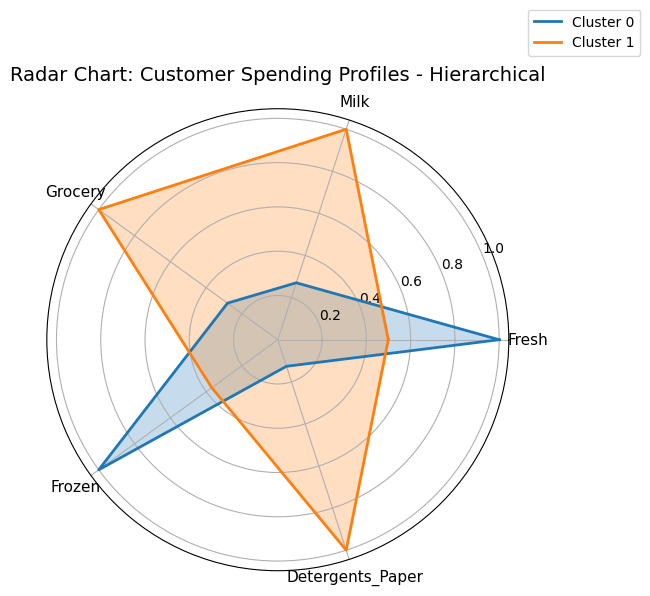 Cluster 0
Cluster 1
Radar Chart: Customer Spending Profiles - Hierarchical
Milk
Grocery
1.0
0.8
0.6
0.4
0.2
Fresh
Frozen
Detergents_Paper